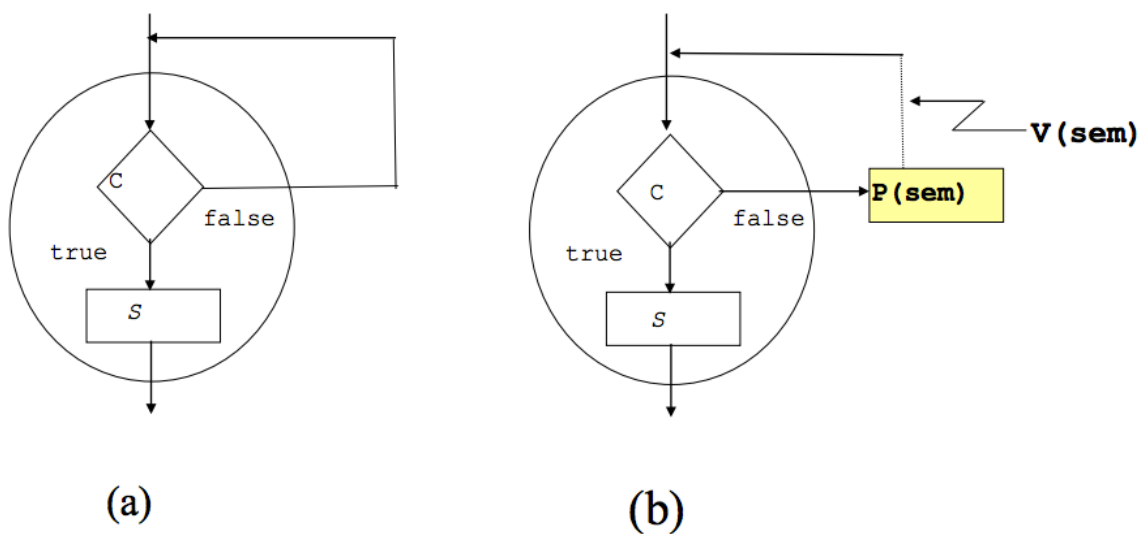 C
false
true
S
(a)
V(sem)
P(sem)
C
false
true
S
(b)